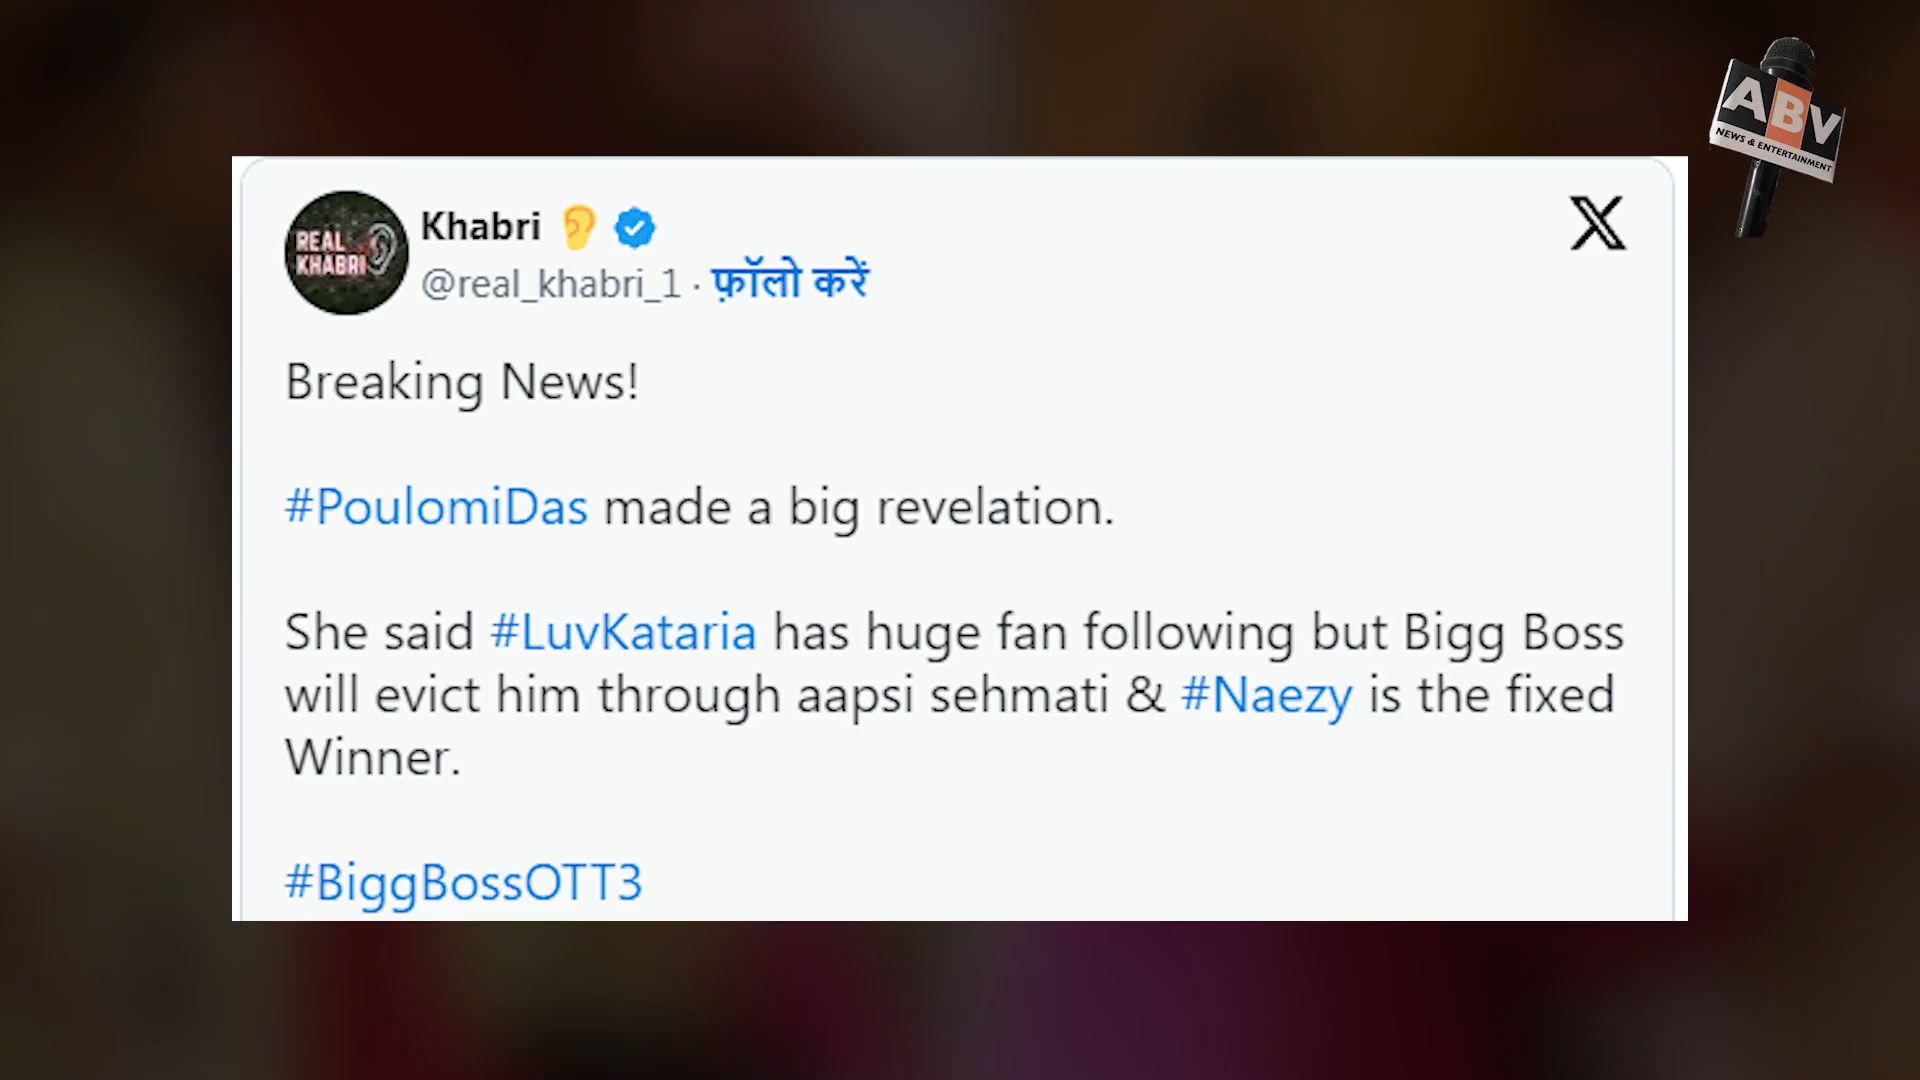 ABV
NEWS & ENTERTAINMENT
REAL
KHABRI
Khabri
@real_khabri_1 · फ़ॉलो करें
Breaking News!
#PoulomiDas made a big revelation.
She said #LuvKataria has huge fan following but Bigg Boss
will evict him through aapsi sehmati & #Naezy is the fixed
Winner.
#BiggBossOTT3